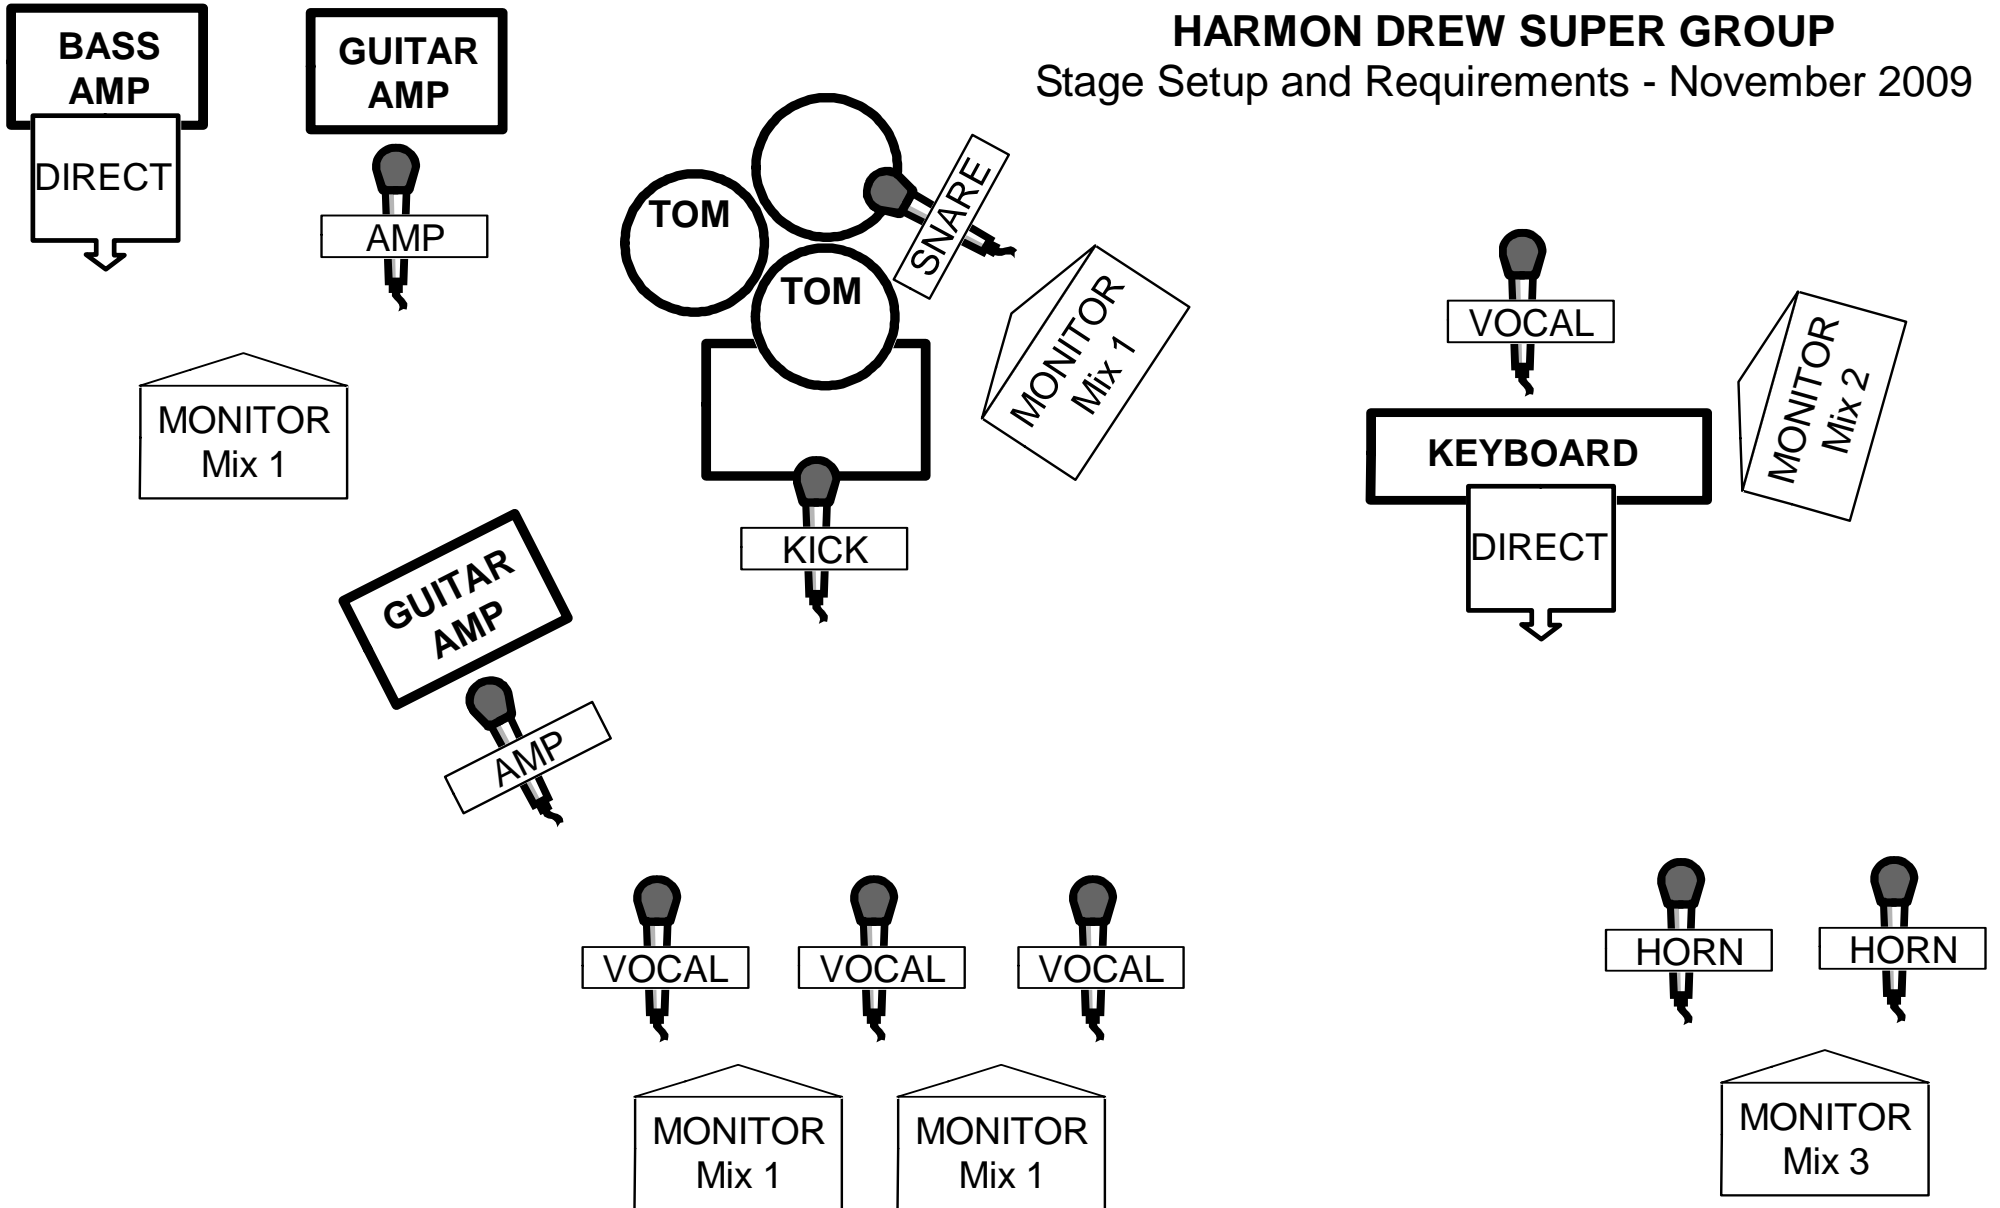 HARMON DREW SUPER GROUP
Stage Setup and Requirements - November 2009
BASS
AMP
DIRECT
GUITAR
AMP
AMP
TOM
TOM
SNARE
MONITOR
Mix 1
VOCAL
MONITOR
Mix 2
MONITOR
Mix 1
KICK
KEYBOARD
DIRECT
GUITAR
AMP
AMP
VOCAL
VOCAL
VOCAL
HORN
HORN
MONITOR
Mix 1
MONITOR
Mix 1
MONITOR
Mix 3